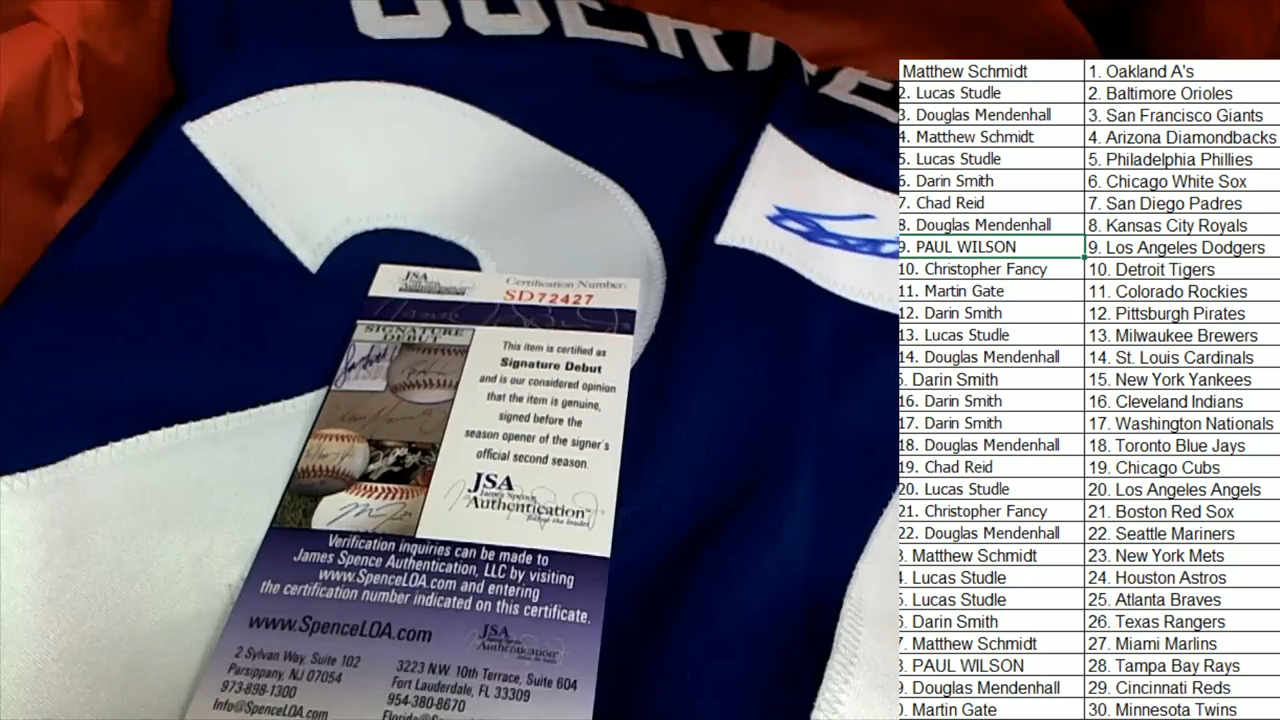 JSA
Authentication
Certification Number:
SD72427
SIGNATURE
DEBUT
This item is certified as
Signature Debut
and is our considered opinion
that the item is genuine,
signed before the
season opener of the signer's
official second season.
JSA
James Spence
Authentication
Verification inquiries can be made to
James Spence Authentication, LLC by visiting
www.SpenceLOA.com and entering
the certification number indicated on this certificate.
www.SpenceLOA.com
JSA
Authentication
2 Sylvan Way, Suite 102
Parsippany, NJ 07054
973-898-1300
Info@SpenceLOA.com
3223 N.W. 10th Terrace, Suite 604
Fort Lauderdale, FL 33309
954-380-8670
Matthew Schmidt 1. Oakland A's
2. Lucas Studle 2. Baltimore Orioles
3. Douglas Mendenhall 3. San Francisco Giants
4. Matthew Schmidt 4. Arizona Diamondbacks
5. Lucas Studle 5. Philadelphia Phillies
6. Darin Smith 6. Chicago White Sox
7. Chad Reid 7. San Diego Padres
8. Douglas Mendenhall 8. Kansas City Royals
9. PAUL WILSON 9. Los Angeles Dodgers
10. Christopher Fancy 10. Detroit Tigers
11. Martin Gate 11. Colorado Rockies
12. Darin Smith 12. Pittsburgh Pirates
13. Lucas Studle 13. Milwaukee Brewers
14. Douglas Mendenhall 14. St. Louis Cardinals
5. Darin Smith 15. New York Yankees
16. Darin Smith 16. Cleveland Indians
17. Darin Smith 17. Washington Nationals
18. Douglas Mendenhall 18. Toronto Blue Jays
19. Chad Reid 19. Chicago Cubs
20. Lucas Studle 20. Los Angeles Angels
21. Christopher Fancy 21. Boston Red Sox
22. Douglas Mendenhall 22. Seattle Mariners
3. Matthew Schmidt 23. New York Mets
4. Lucas Studle 24. Houston Astros
5. Lucas Studle 25. Atlanta Braves
6. Darin Smith 26. Texas Rangers
7. Matthew Schmidt 27. Miami Marlins
3. PAUL WILSON 28. Tampa Bay Rays
9. Douglas Mendenhall 29. Cincinnati Reds
0. Martin Gate 30. Minnesota Twins